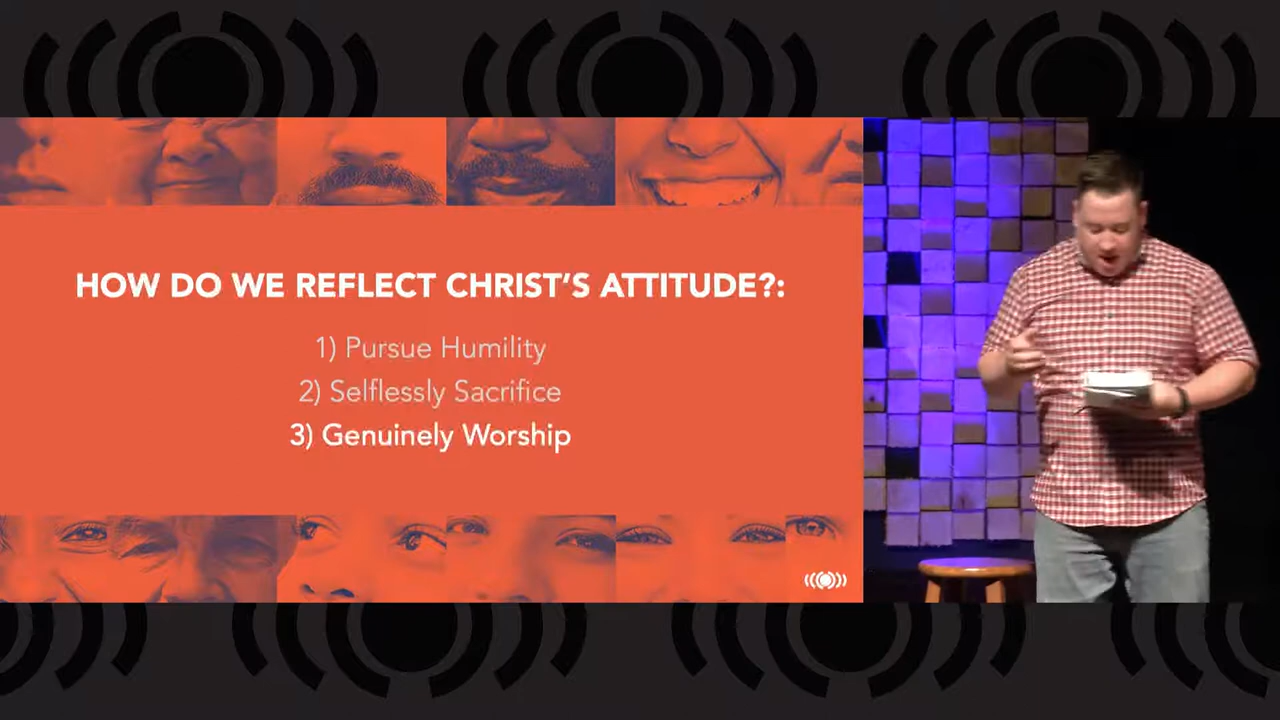 HOW DO WE REFLECT CHRIST'S ATTITUDE?:
1) Pursue Humility
2) Selflessly Sacrifice
3) Genuinely Worship